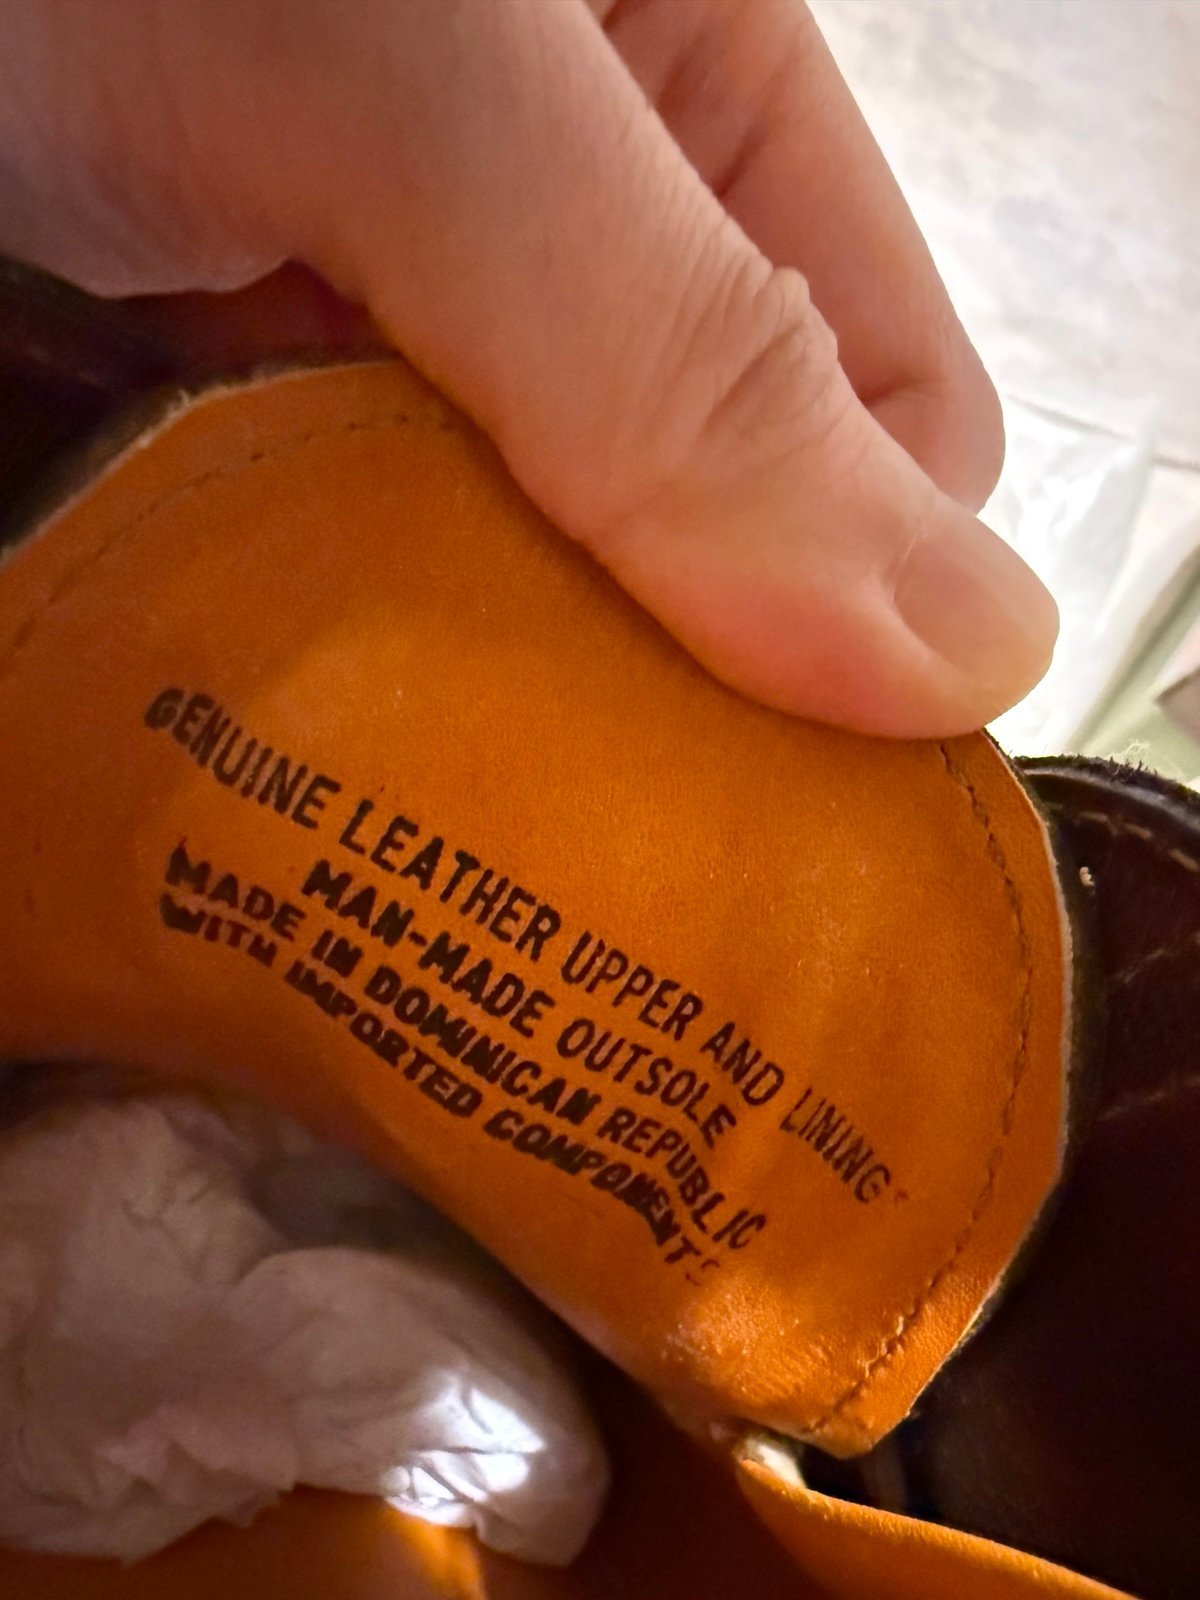 GENUINE LEATHER UPPER AND LINING
MAN-MADE OUTSOLE
MADE IN DOMINICAN REPUBLIC
WITH IMPORTED COMPONENTS